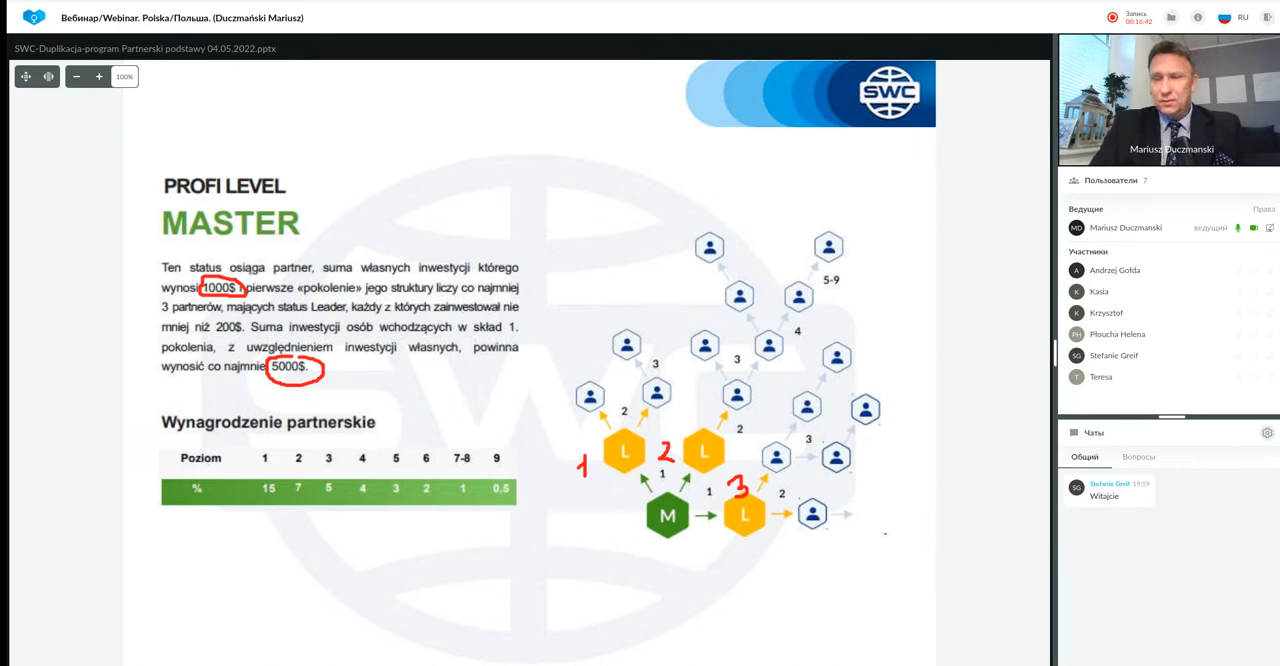 Вебинар/Webinar. Polska/Польша. (Duczmański Mariusz)
Запись
00:16:42
RU
SWC-Duplikacja-program Partnerski podstawy 04.05.2022.pptx
100%
SWC
PROFI LEVEL
MASTER
Ten status osiąga partner, suma własnych inwestycji którego
wynosi 1000$ i pierwsze «pokolenie» jego struktury liczy co najmniej
3 partnerów, mających status Leader, każdy z których zainwestował nie
mniej niż 200$. Suma inwestycji osób wchodzących w skład 1.
pokolenia, z uwzględnieniem inwestycji własnych, powinna
wynosić co najmniej 5000$.
Wynagrodzenie partnerskie
Poziom 1 2 3 4 5 6 7-8 9
% 15 7 5 4 3 2 1 0,5
5-9
4
3
3
2
2
3
1
L
2
L
1
1
3
2
M
L
SWC
Mariusz Duczmanski
Пользователи 7
Ведущие Права
MD Mariusz Duczmanski ведущий
Участники
A Andrzej Gołda
K Kasia
K Krzysztof
PH Płoucha Helena
SG Stefanie Greif
T Teresa
Чаты
Общий Вопросы
SG Stefanie Greif 19:59
Witajcie